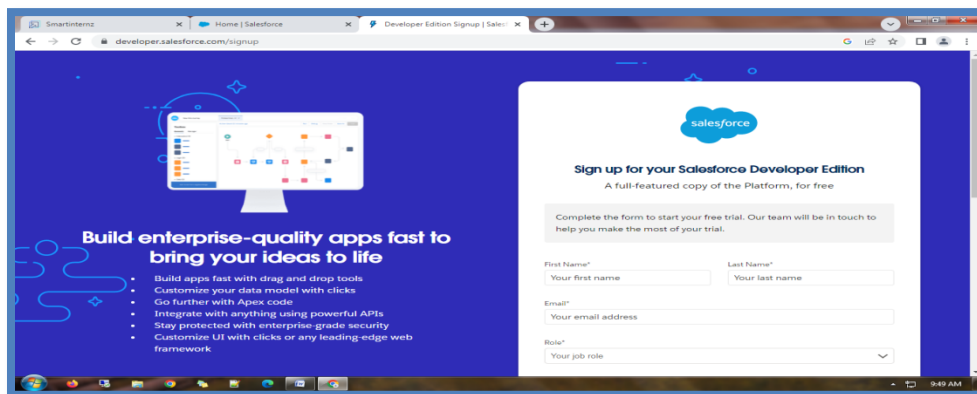 Smartinternz
Home | Salesforce
Developer Edition Signup | Sales
developer.salesforce.com/signup
salesforce
Sign up for your Salesforce Developer Edition
A full-featured copy of the Platform, for free
Complete the form to start your free trial. Our team will be in touch to
help you make the most of your trial.
First Name*
Last Name*
Your first name
Your last name
Email*
Your email address
Role*
Your job role
Build enterprise-quality apps fast to
bring your ideas to life
Build apps fast with drag and drop tools
Customize your data model with clicks
Go further with Apex code
Integrate with anything using powerful APIs
Stay protected with enterprise-grade security
Customize UI with clicks or any leading-edge web
framework
9:49 AM